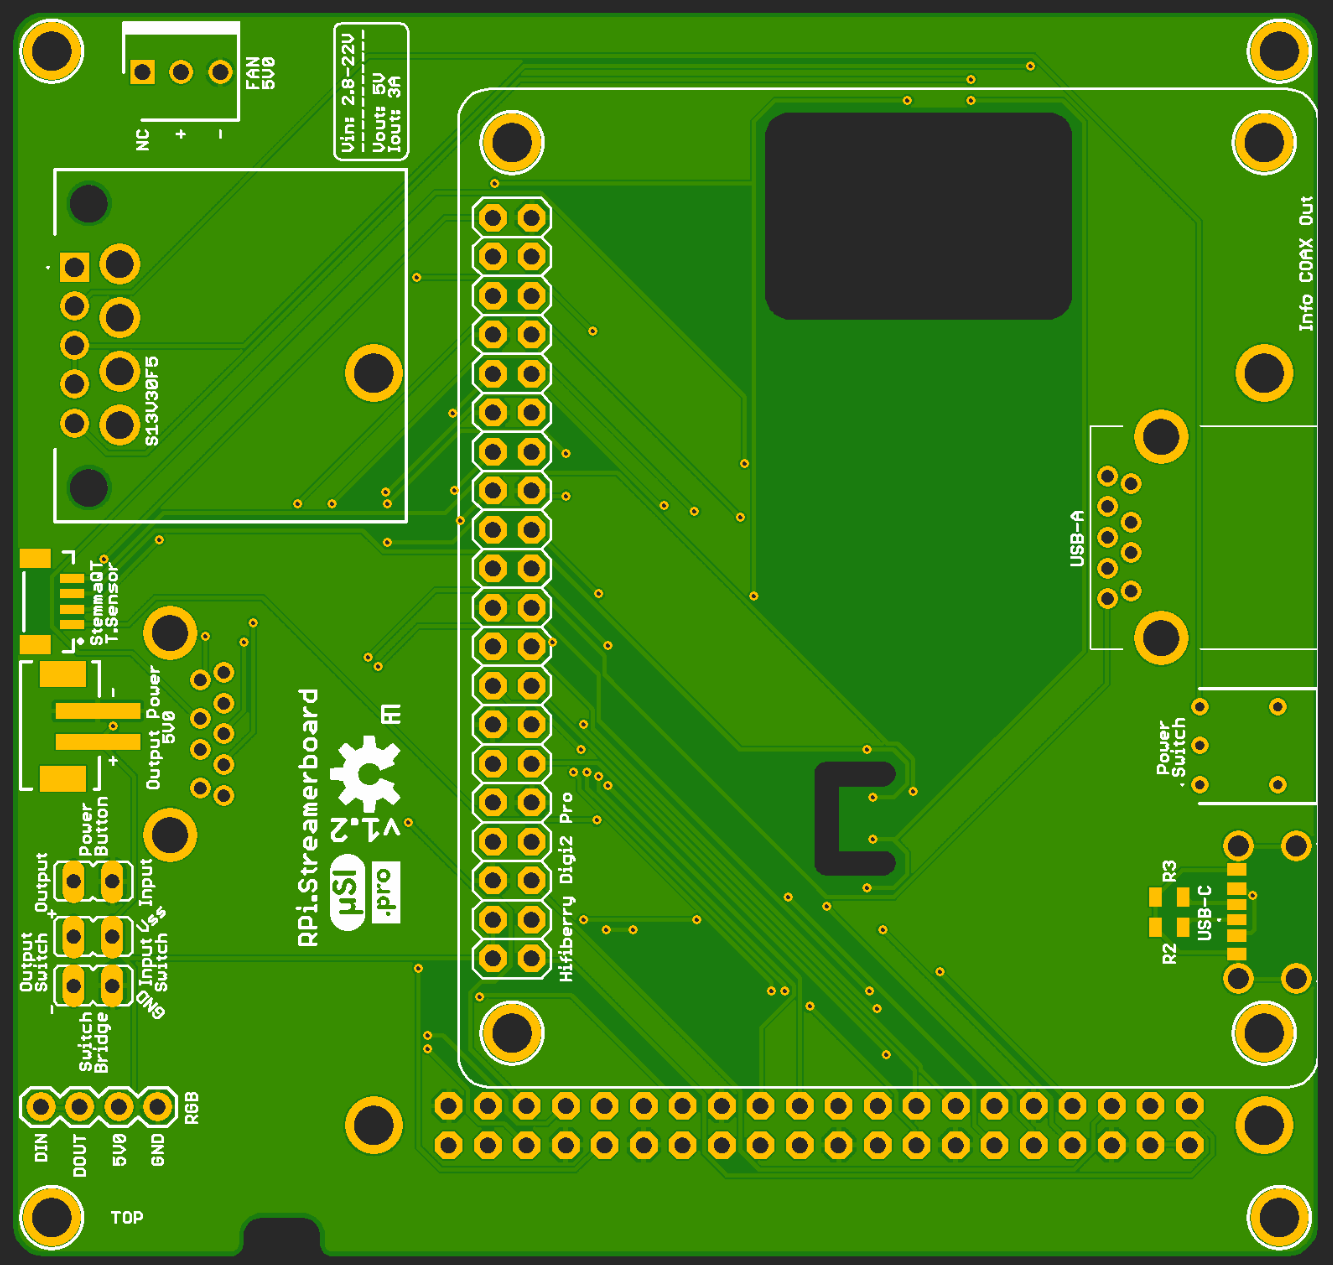 FAN
5V0
NC
+
-
Vin: 2.8-22V
Vout: 5V
Iout: 3A
Info COAX Out
S13V30F5
USB-A
StemmaQT
T.Sensor
Output Power
5V0
-
+
Power
Switch
RPi.Streamerboard
v1.2
µSI
.pro
Hifiberry Digi2 Pro
Power
Button
Output
Input
+
Vss
Output
Switch
Input
Switch
-
GND
Switch
Bridge
R3
R2
USB-C
RGB
DIN
DOUT
5V0
GND
TOP